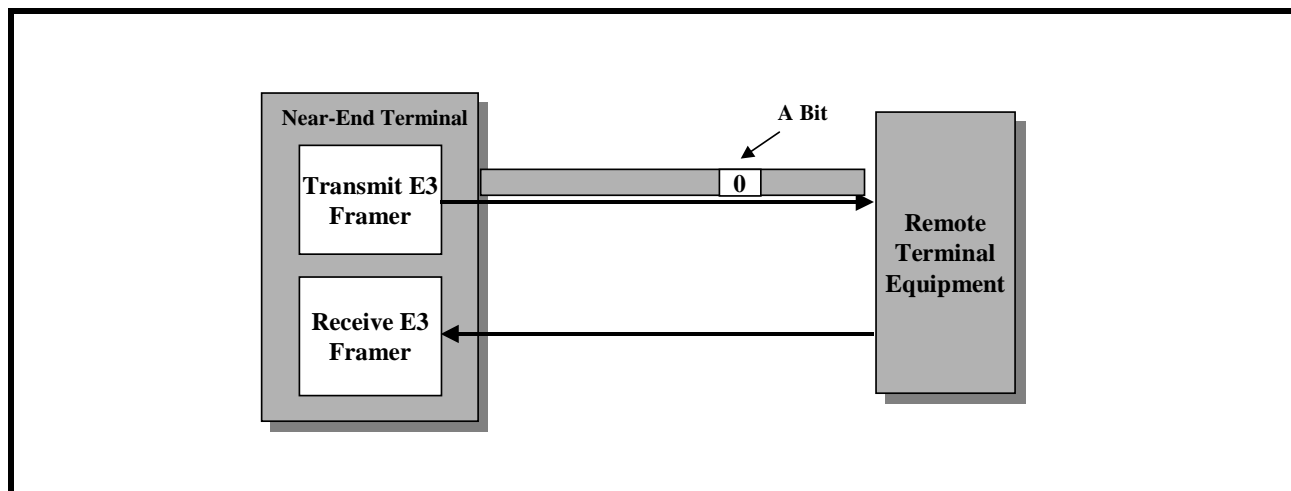 Near-End Terminal
A Bit
Transmit E3
Framer
0
Remote
Terminal
Equipment
Receive E3
Framer